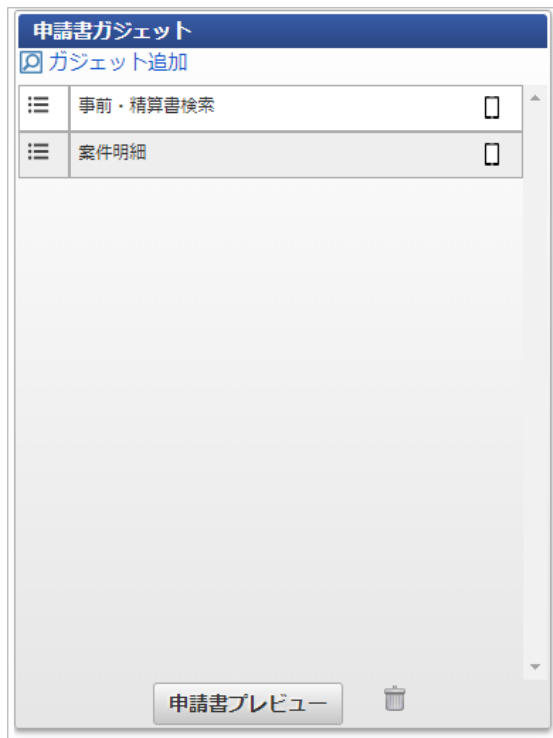 申請書ガジェット
ガジェット追加
事前・精算書検索
案件明細
申請書プレビュー